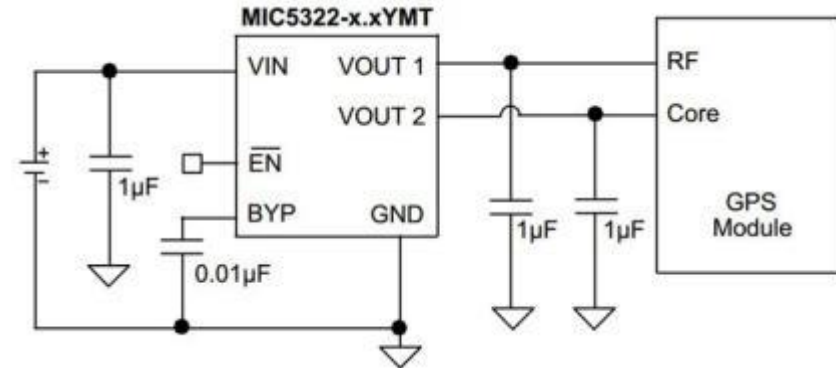 MIC5322-x.xYMT
VIN
VOUT 1
RF
VOUT 2
Core
+
-
EN
1µF
BYP
GND
1µF
1µF
GPS
Module
0.01µF